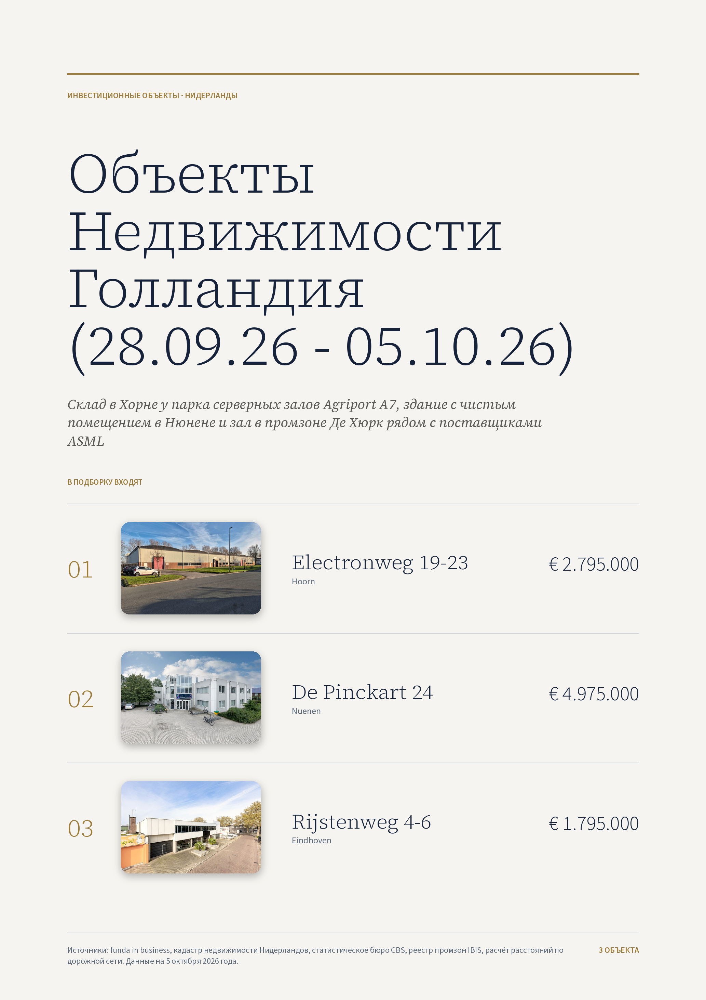 ИНВЕСТИЦИОННЫЕ ОБЪЕКТЫ · НИДЕРЛАНДЫ
Объекты
Недвижимости
Голландия
(28.09.26 - 05.10.26)
Склад в Хорне у парка серверных залов Agriport A7, здание с чистым
помещением в Нюнене и зал в промзоне Де Хюрк рядом с поставщиками
ASML
В ПОДБОРКУ ВХОДЯТ
01
Electronweg 19-23
Hoorn
€ 2.795.000
02
De Pinckart 24
Nuenen
€ 4.975.000
03
Rijstenweg 4-6
Eindhoven
€ 1.795.000
Источники: funda in business, кадастр недвижимости Нидерландов, статистическое бюро CBS, реестр промзон IBIS, расчёт расстояний по
дорожной сети. Данные на 5 октября 2026 года.
3 ОБЪЕКТА